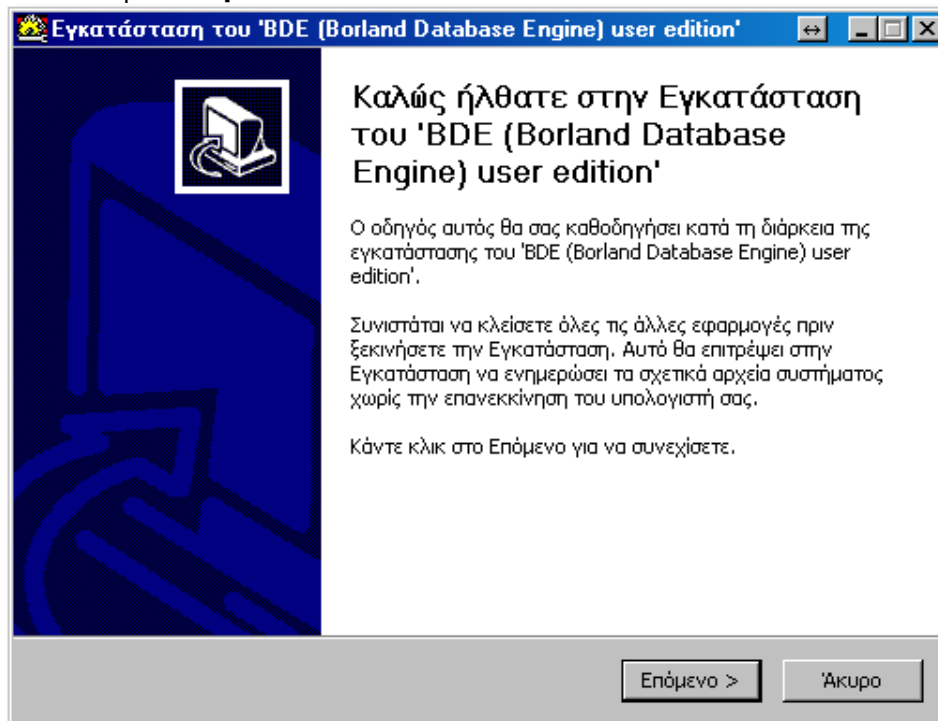 Εγκατάσταση του 'BDE (Borland Database Engine) user edition'
Καλώς ήλθατε στην Εγκατάσταση
του 'BDE (Borland Database
Engine) user edition'
Ο οδηγός αυτός θα σας καθοδηγήσει κατά τη διάρκεια της
εγκατάστασης του 'BDE (Borland Database Engine) user
edition'.
Συνιστάται να κλείσετε όλες τις άλλες εφαρμογές πριν
ξεκινήσετε την Εγκατάσταση. Αυτό θα επιτρέψει στην
Εγκατάσταση να ενημερώσει τα σχετικά αρχεία συστήματος
χωρίς την επανεκκίνηση του υπολογιστή σας.
Κάντε κλικ στο Επόμενο για να συνεχίσετε.
Επόμενο >
Άκυρο